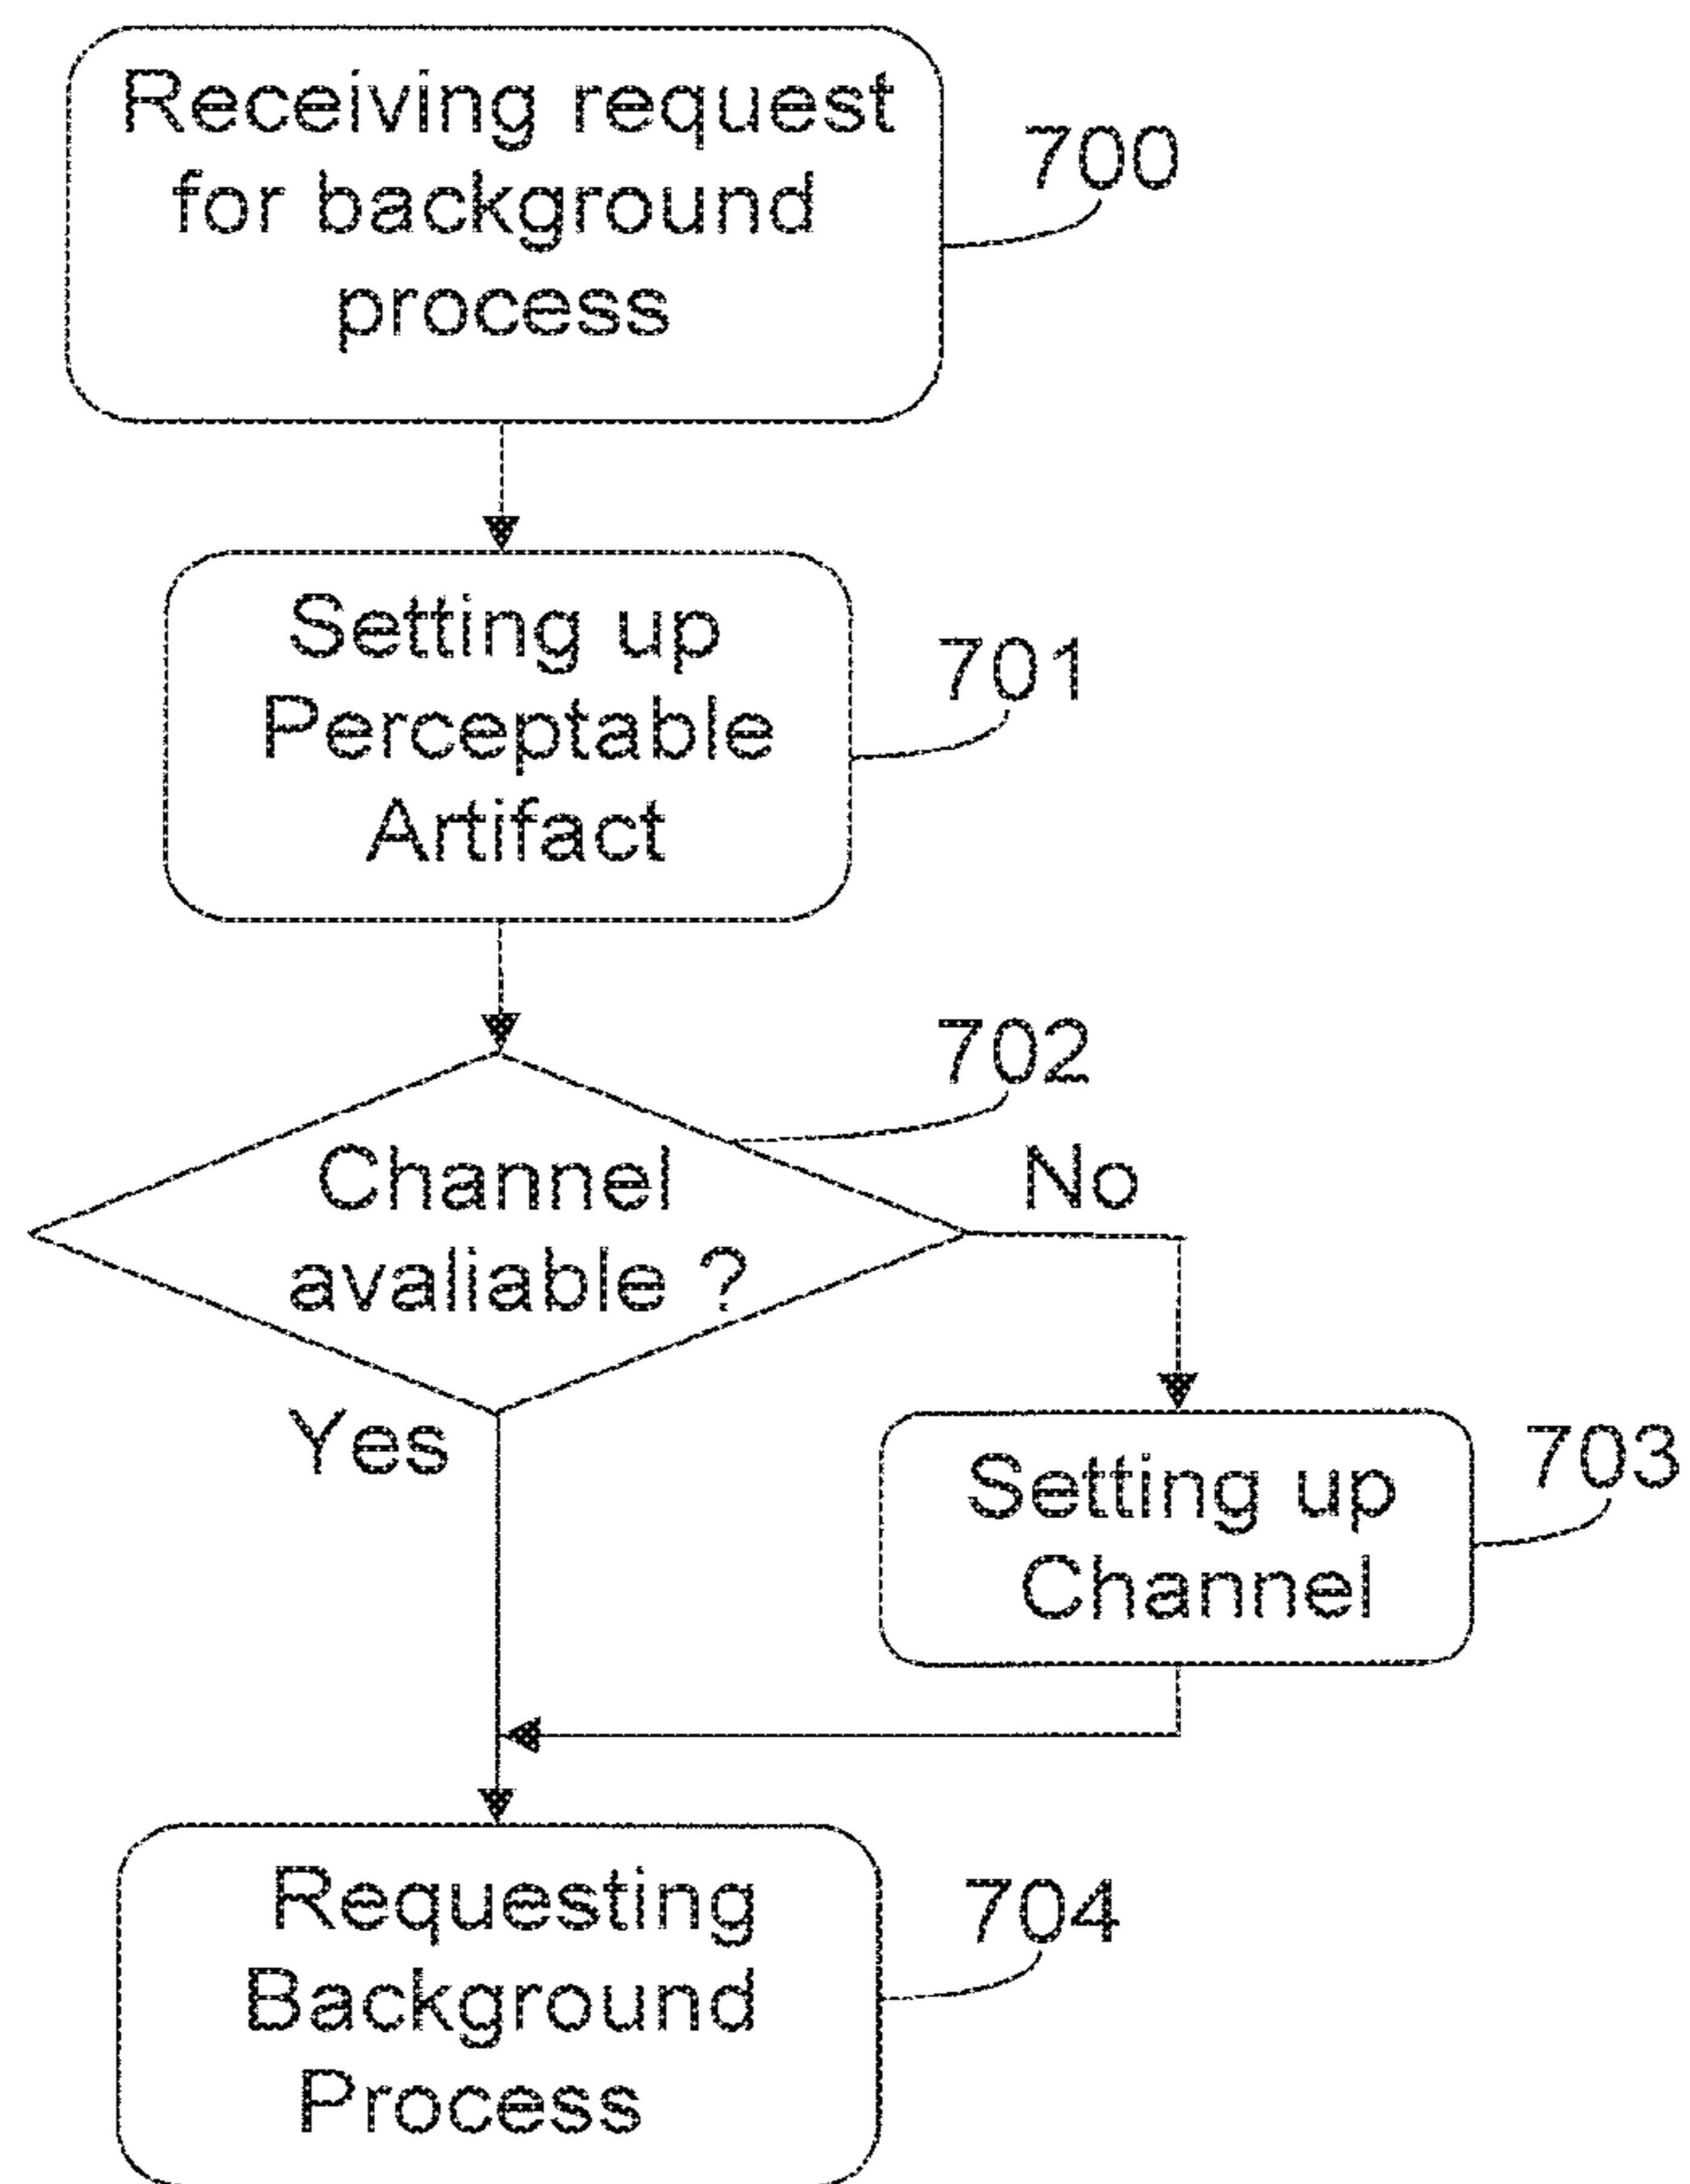 Receiving request
for background
process
700
Setting up
Perceptable
Artifact
701
702
Channel
avaliable ?
No
Yes
Setting up
Channel
703
Requesting
Background
Process
704